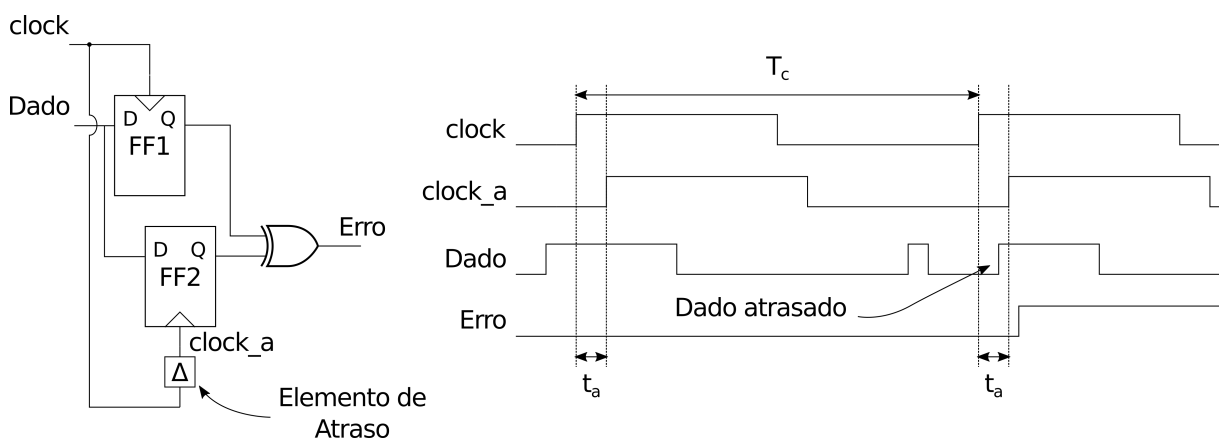 clock
Dado
D Q
FF1
D Q
FF2
Erro
clock_a
Δ
Elemento de
Atraso
T_c
clock
clock_a
Dado
Dado atrasado
Erro
t_a
t_a